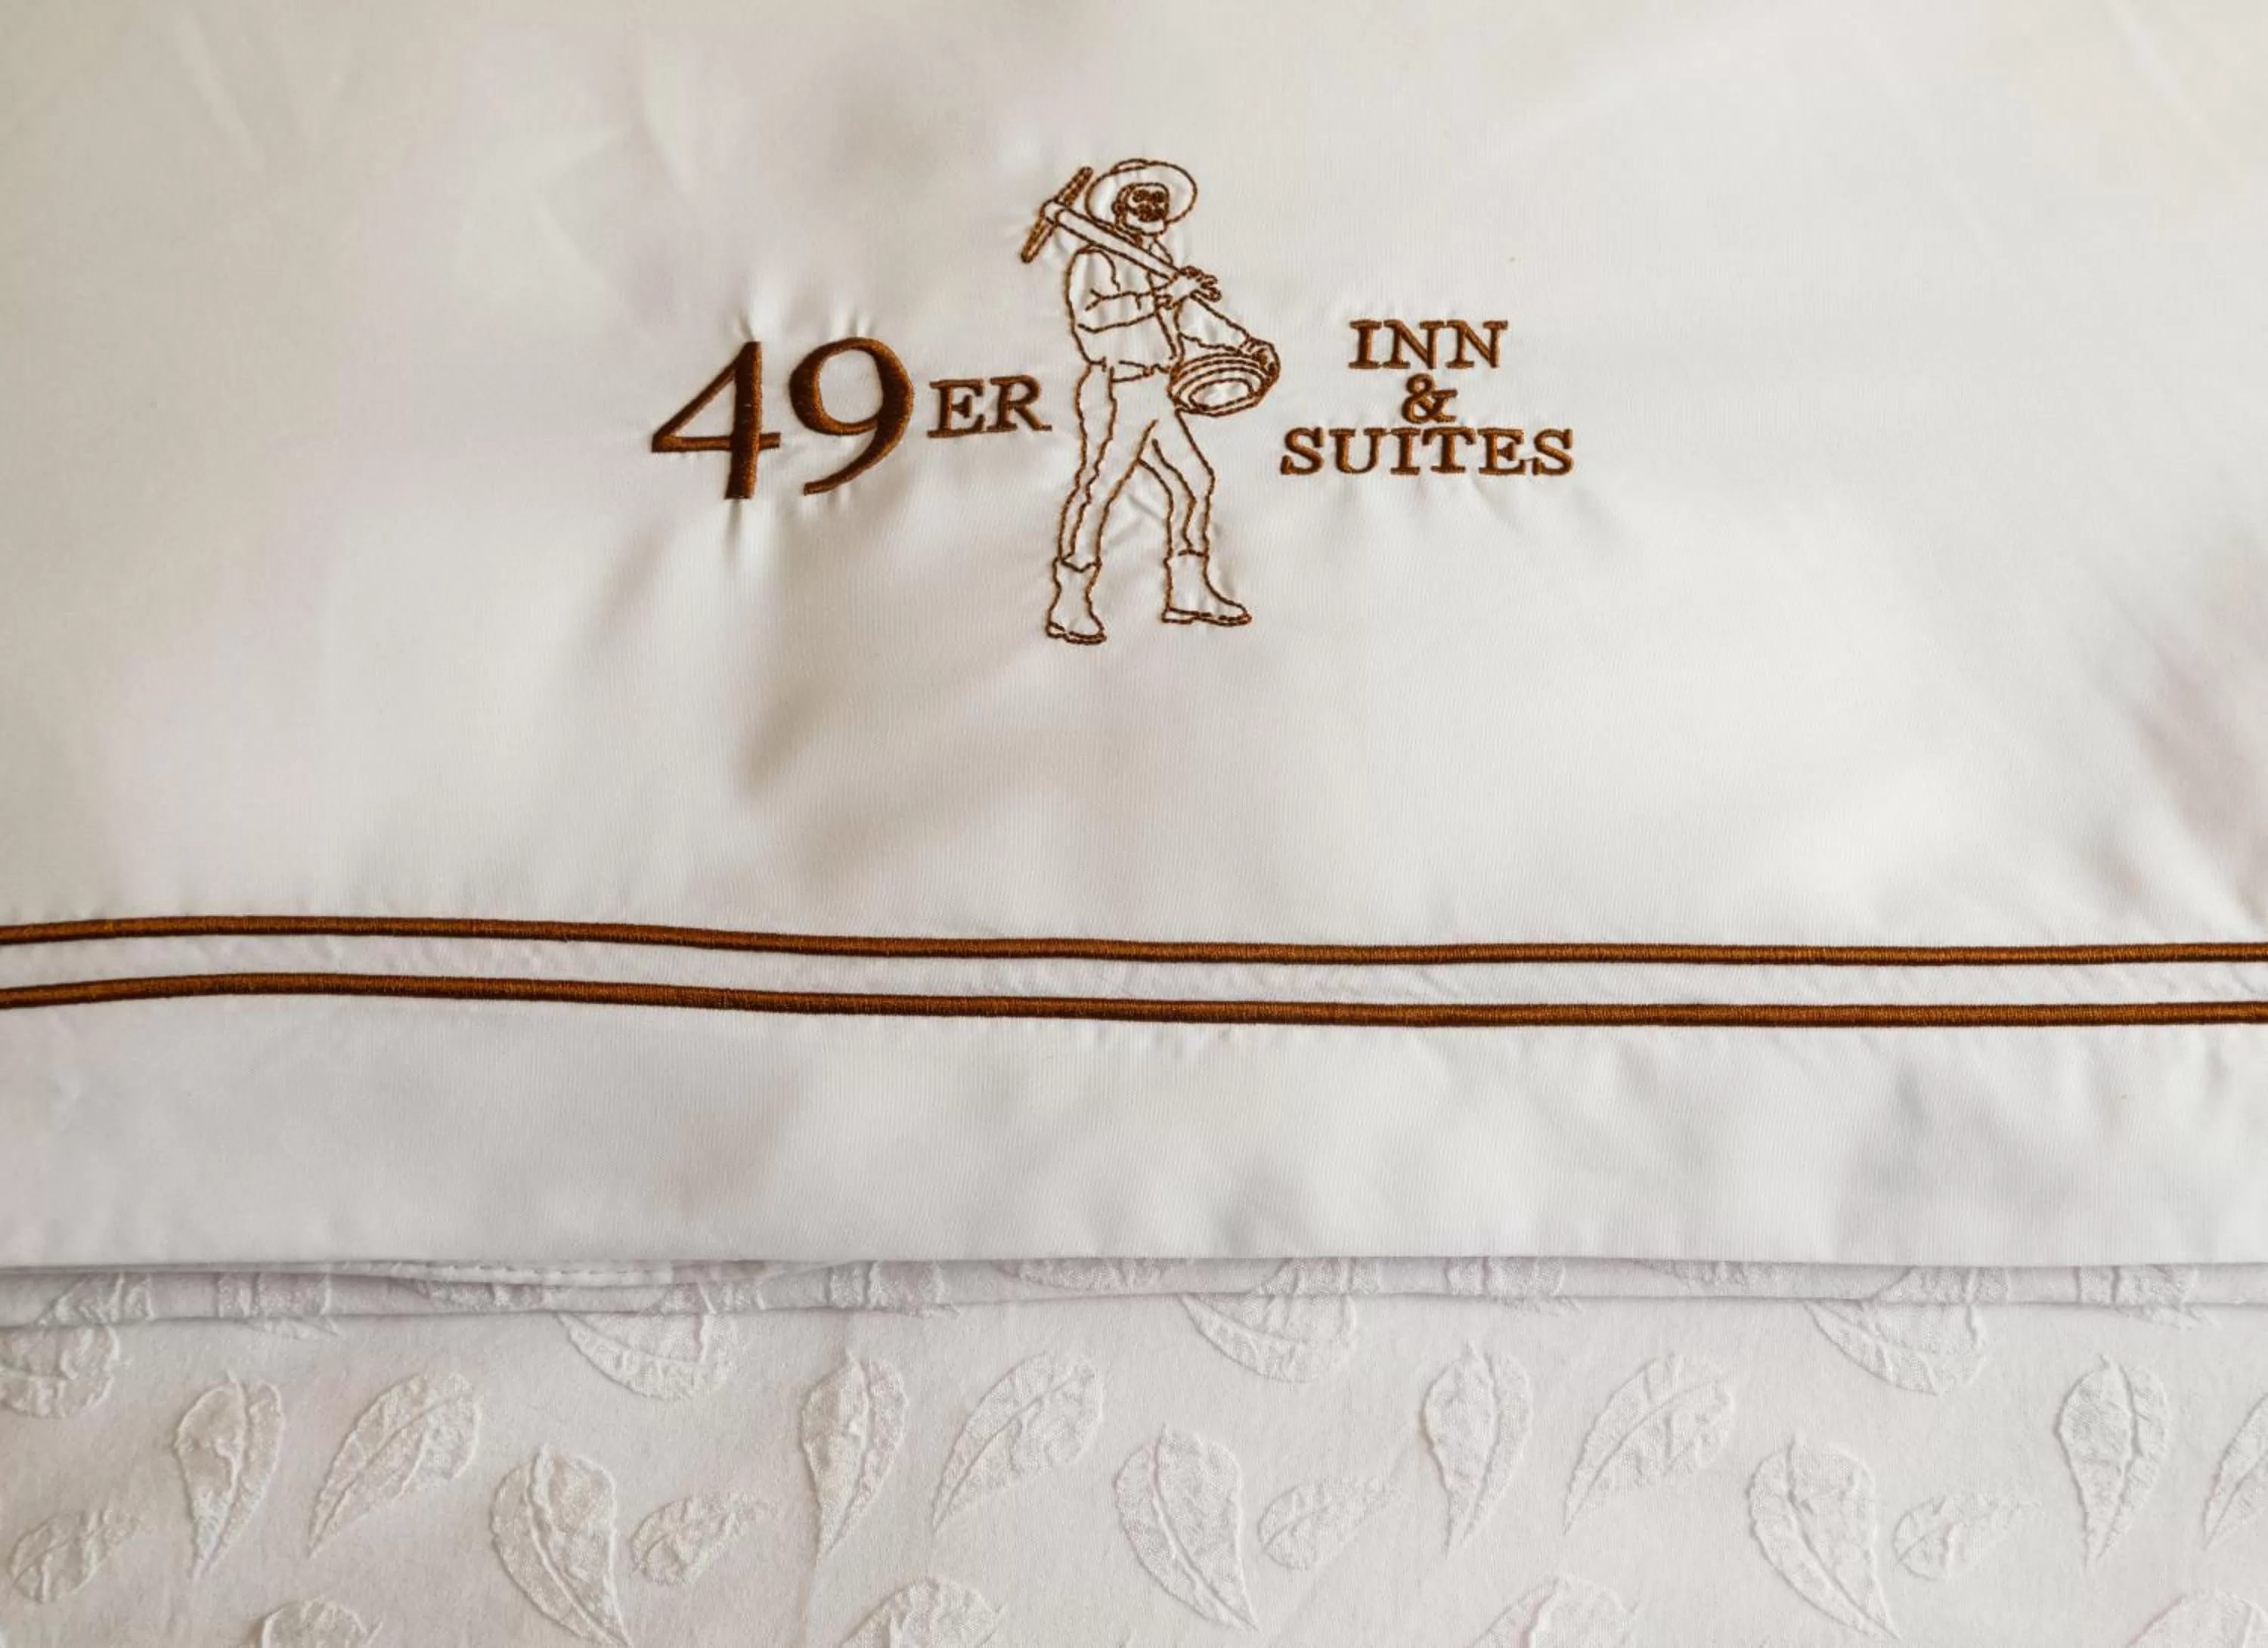 49ER
INN
&
SUITES